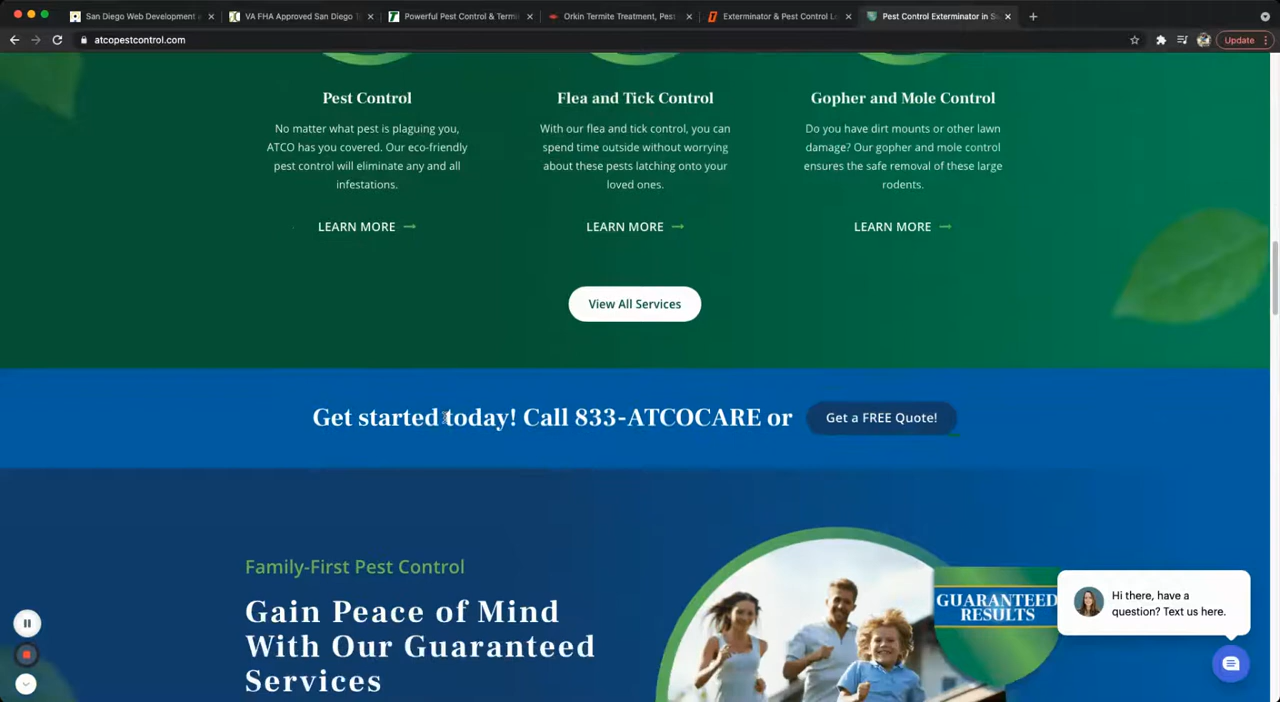 San Diego Web Development
VA FHA Approved San Diego
Powerful Pest Control & Termi
Orkin Termite Treatment, Pest
Exterminator & Pest Control L
Pest Control Exterminator in S
atcopestcontrol.com
Update
Pest Control
Flea and Tick Control
Gopher and Mole Control
No matter what pest is plaguing you,
ATCO has you covered. Our eco-friendly
pest control will eliminate any and all
infestations.
With our flea and tick control, you can
spend time outside without worrying
about these pests latching onto your
loved ones.
Do you have dirt mounts or other lawn
damage? Our gopher and mole control
ensures the safe removal of these large
rodents.
LEARN MORE
LEARN MORE
LEARN MORE
View All Services
Get started today! Call 833-ATCOCARE or
Get a FREE Quote!
Family-First Pest Control
Gain Peace of Mind
With Our Guaranteed
Services
GUARANTEED
RESULTS
Hi there, have a
question? Text us here.